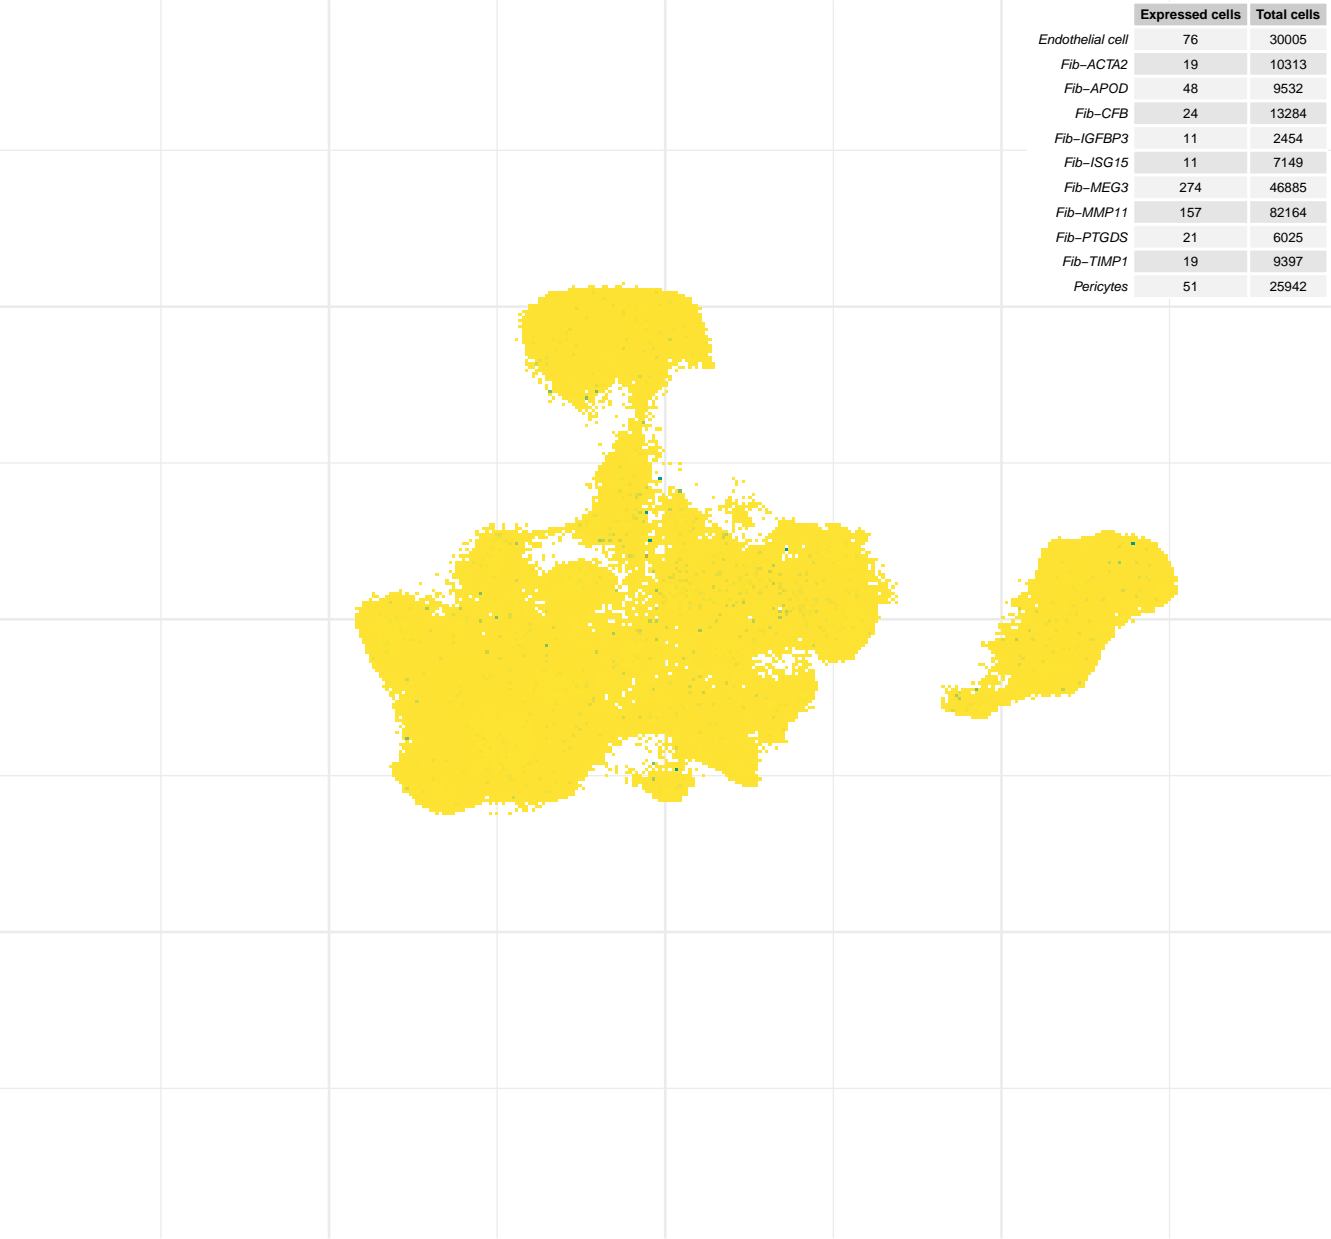 Expressed cells Total cells
Endothelial cell 76 30005
Fib−ACTA2 19 10313
Fib−APOD 48 9532
Fib−CFB 24 13284
Fib−IGFBP3 11 2454
Fib−ISG15 11 7149
Fib−MEG3 274 46885
Fib−MMP11 157 82164
Fib−PTGDS 21 6025
Fib−TIMP1 19 9397
Pericytes 51 25942